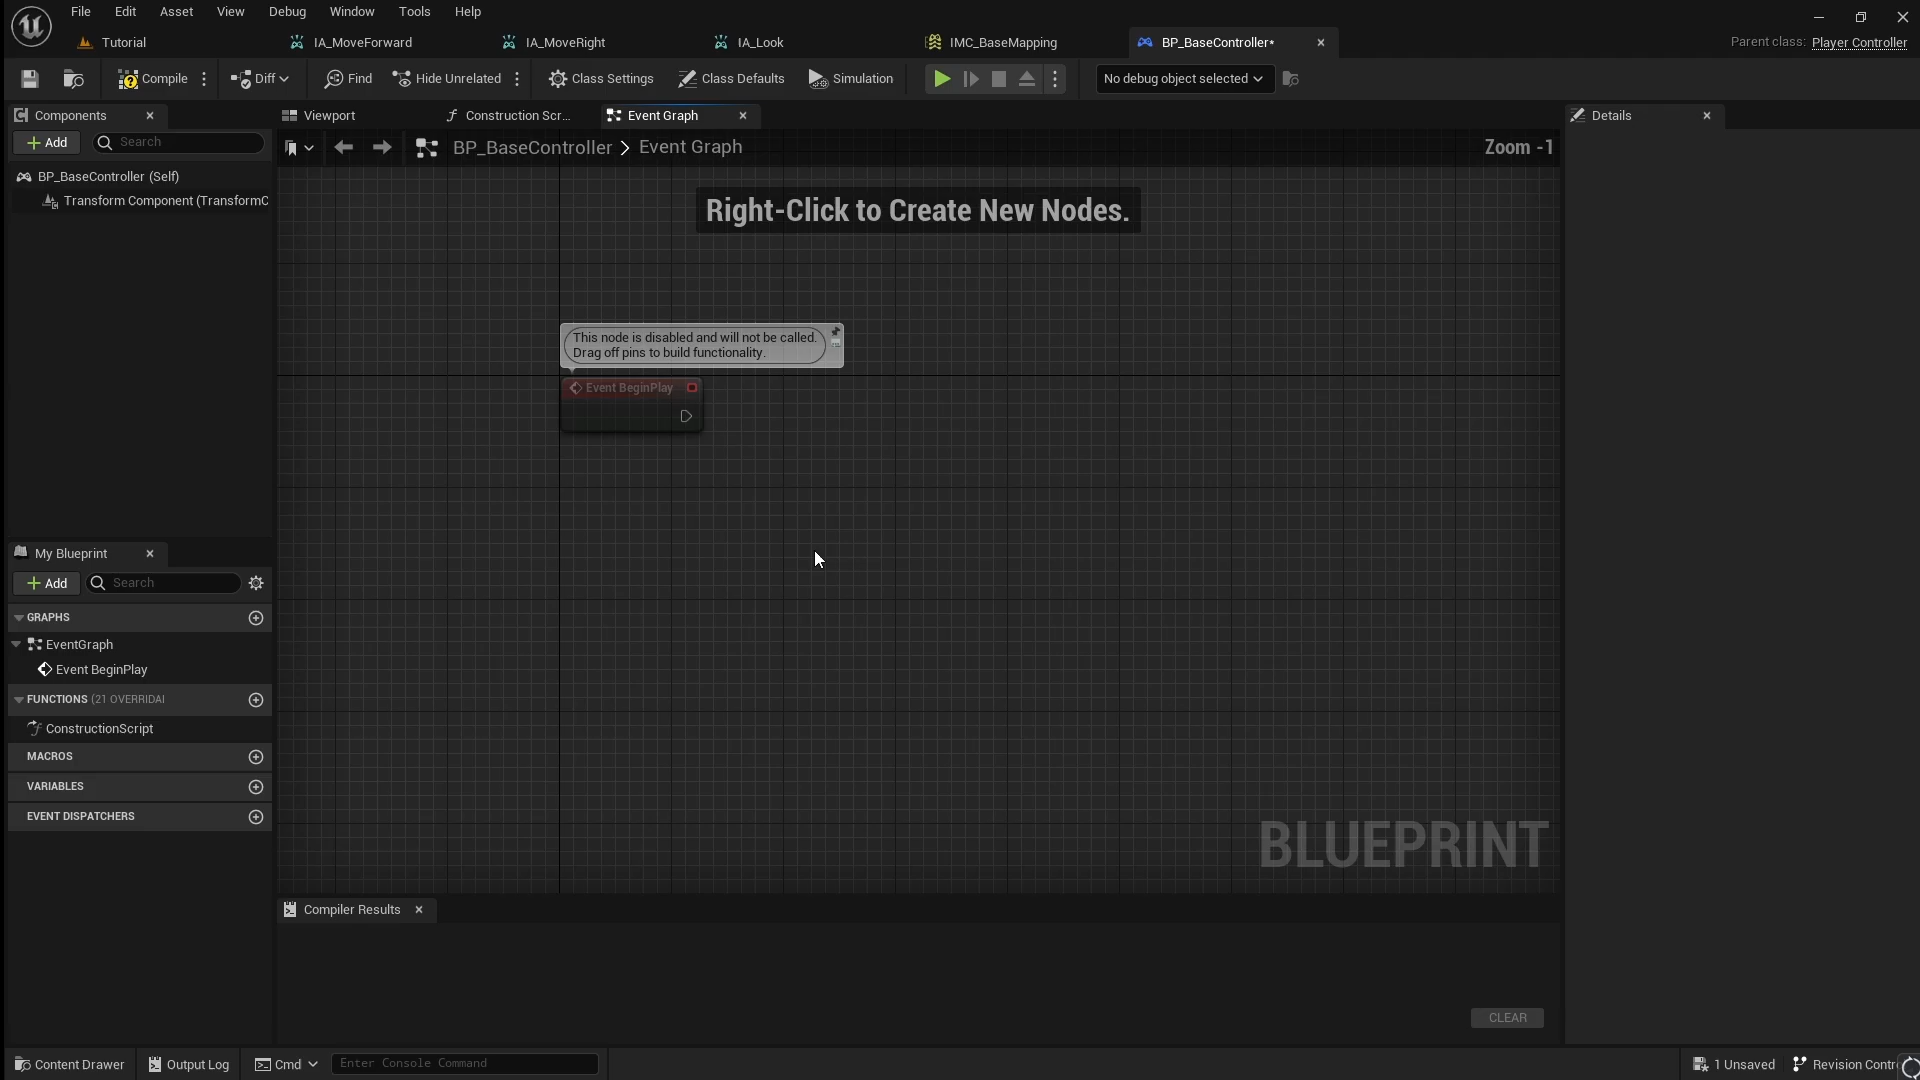 File Edit Asset View Debug Window Tools Help
Tutorial IA_MoveForward IA_MoveRight IA_Look IMC_BaseMapping BP_BaseController* Parent class: Player Controller
Compile Diff Find Hide Unrelated Class Settings Class Defaults Simulation No debug object selected
Components Viewport Construction Scr... Event Graph Details
Add Search
BP_BaseController > Event Graph Zoom -1
BP_BaseController (Self)
Transform Component (TransformC
Right-Click to Create New Nodes.
This node is disabled and will not be called.
Drag off pins to build functionality.
Event BeginPlay
My Blueprint
Add Search
GRAPHS
EventGraph
Event BeginPlay
FUNCTIONS (21 OVERRIDAI
ConstructionScript
MACROS
VARIABLES
EVENT DISPATCHERS
BLUEPRINT
Compiler Results
CLEAR
Content Drawer Output Log Cmd Enter Console Command 1 Unsaved Revision Contr